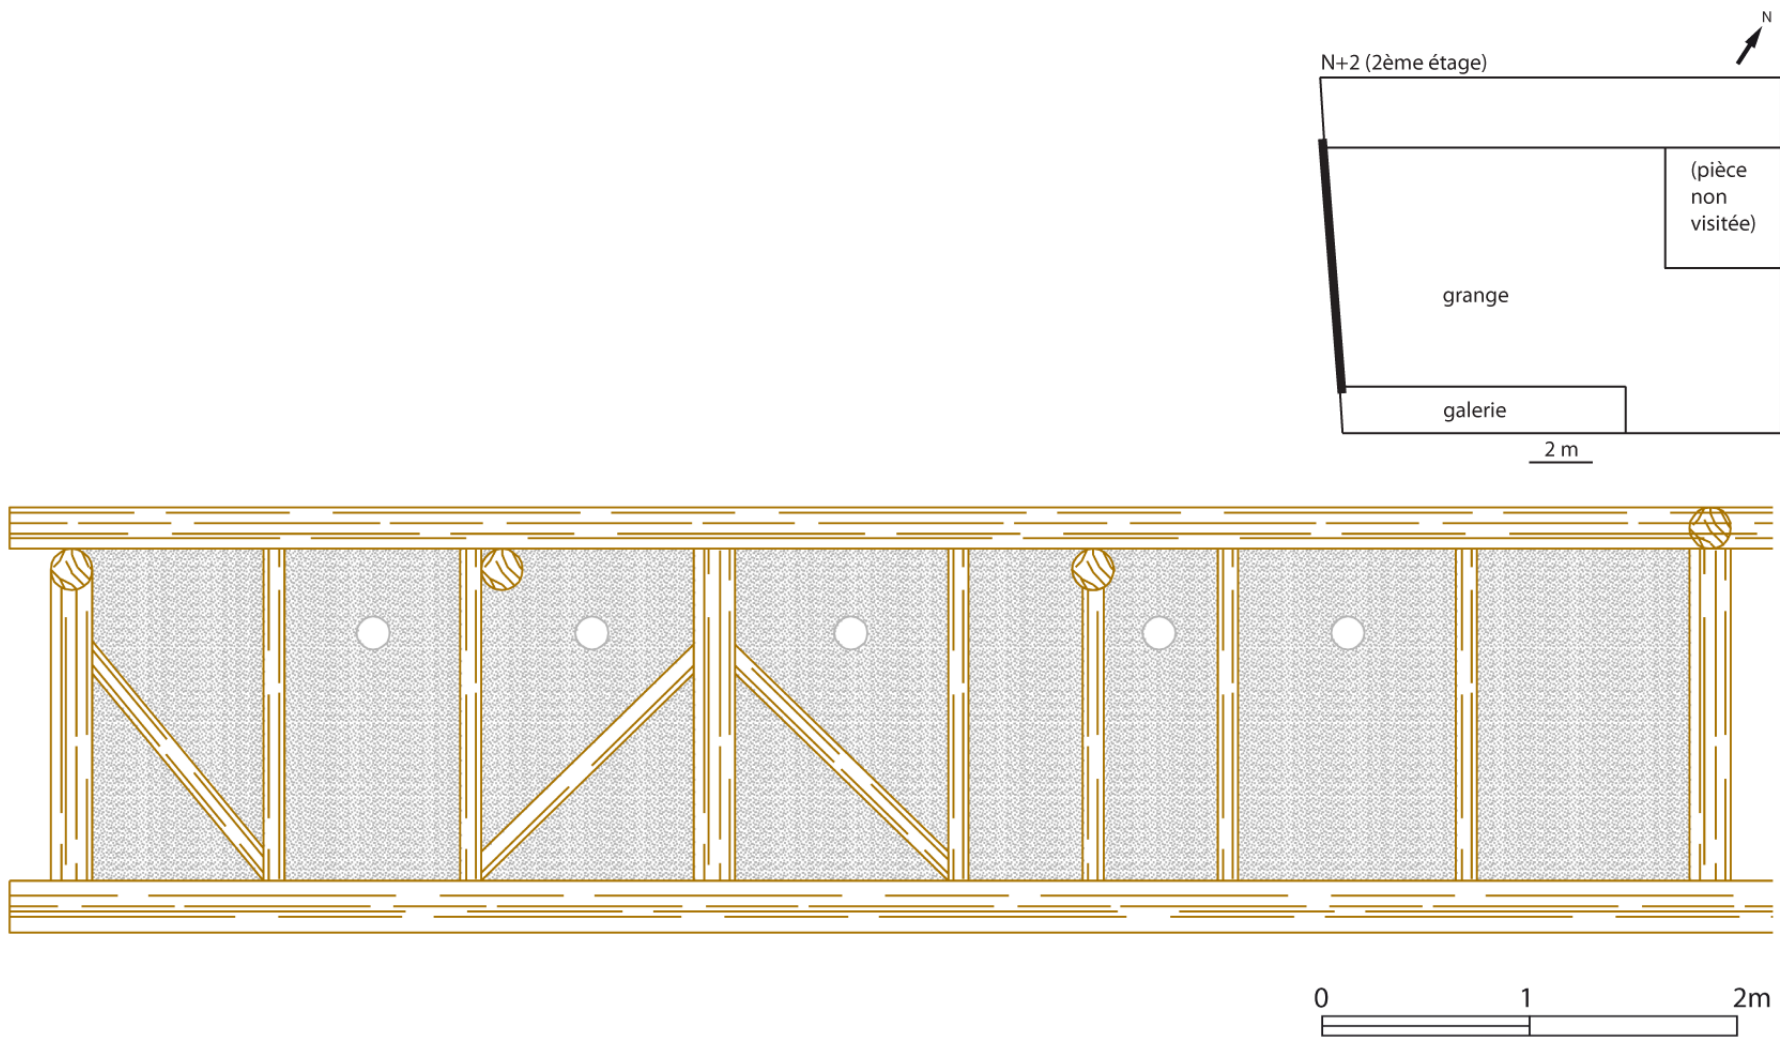 N
N+2 (2ème étage)
(pièce
non
visitée)
grange
galerie
2 m
0 1 2m